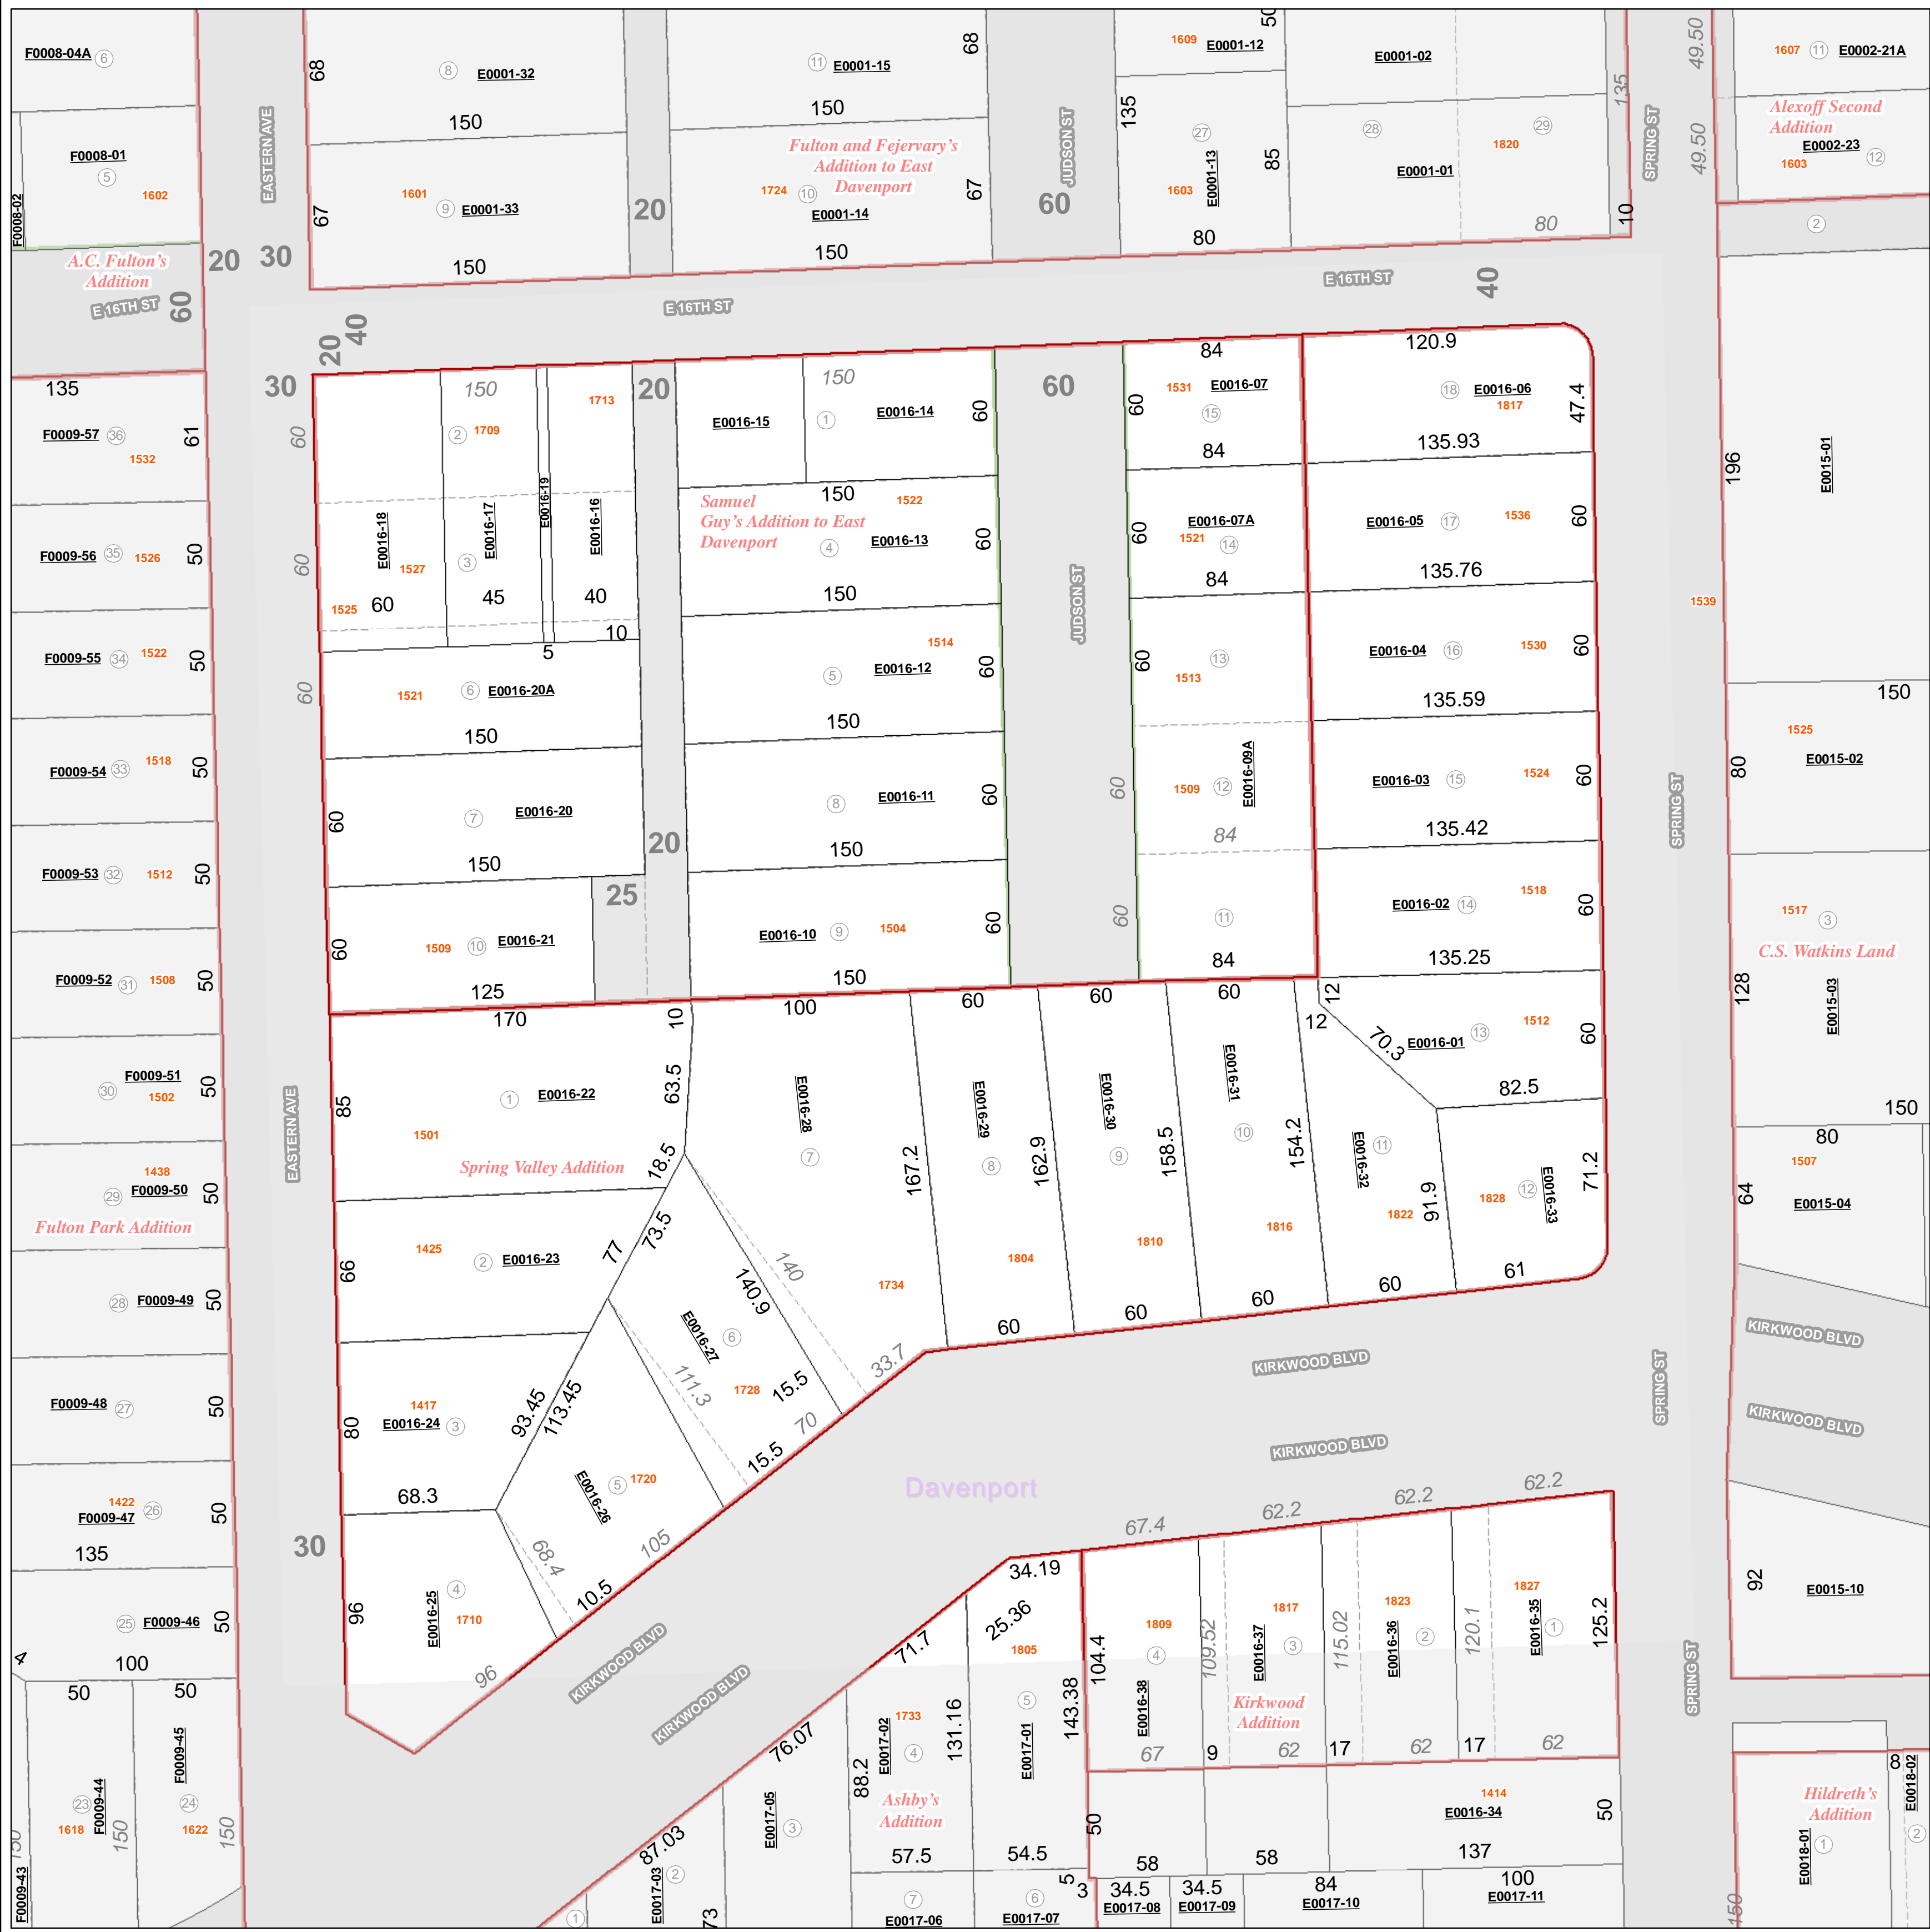 F0008-04A 6
F0008-01
5
1602
F0008-02
A.C. Fulton's
Addition
E 16TH ST
60
EASTERN AVE
20 30
68
8 E0001-32
150
67
1601
9 E0001-33
150
20
11 E0001-15
68
150
Fulton and Fejervary's
Addition to East
Davenport
1724 10
E0001-14
67
150
JUDSON ST
60
1609 E0001-12
50
135
27
85
1603
E0001-13
80
E0001-02
28
29
1820
E0001-01
80
135
10
SPRING ST
49.50
49.50
1607 11 E0002-21A
Alexoff Second
Addition
E0002-23
1603 12
2
E 16TH ST
E 16TH ST
40
20
40
30
135
F0009-57 36
1532
61
F0009-56 35 1526
50
F0009-55 34 1522
50
F0009-54 33 1518
50
F0009-53 32 1512
50
F0009-52 31 1508
50
F0009-51
30
1502
50
1438
29 F0009-50
50
Fulton Park Addition
28 F0009-49
50
F0009-48 27
50
1422
F0009-47 26
50
135
25 F0009-46
50
4
100
50
50
23
1618
F0009-44
150
150
F0009-45
24
1622
150
F0009-43
EASTERN AVE
30
60
60
60
150
2 1709
1713
E0016-18
1527
1525
60
3
E0016-17
45
E0016-19
E0016-16
40
10
5
1521 6 E0016-20A
150
60
7 E0016-20
150
60
1509 10 E0016-21
125
20
20
25
E0016-15
150
1 E0016-14
60
150
1522
Samuel
Guy's Addition to East
Davenport
4 E0016-13
60
150
1514
5 E0016-12
60
150
8 E0016-11
60
150
E0016-10 9 1504
60
150
60
JUDSON ST
60
60
84
1531 E0016-07
15
60
84
E0016-07A
1521 14
60
84
60
13
1513
1509 12 E0016-09A
84
11
84
120.9
18 E0016-06
1817
47.4
135.93
E0016-05 17 1536
60
135.76
E0016-04 16 1530
60
135.59
E0016-03 15 1524
60
135.42
E0016-02 14 1518
60
135.25
12
12
70.3
E0016-01 13 1512
60
82.5
170
10
85
1 E0016-22
63.5
1501
18.5
Spring Valley Addition
66
1425
2 E0016-23
77
73.5
80
1417
E0016-24 3
93.45
113.45
68.3
96
E0016-25
4
1710
96
68.4
10.5
E0016-26
5 1720
105
111.3
E0016-27
6
1728
15.5
15.5
70
140.9
140
33.7
100
E0016-28
7
1734
167.2
60
E0016-29
8
1804
162.9
60
60
E0016-30
9
1810
158.5
60
60
E0016-31
10
1816
154.2
60
E0016-32
11
1822
91.9
60
1828 12 E0016-33
71.2
61
KIRKWOOD BLVD
KIRKWOOD BLVD
KIRKWOOD BLVD
KIRKWOOD BLVD
Davenport
SPRING ST
SPRING ST
SPRING ST
1539
196
E0015-01
150
80
1525
E0015-02
1517 3
C.S. Watkins Land
128
E0015-03
150
80
1507
64
E0015-04
KIRKWOOD BLVD
KIRKWOOD BLVD
92
E0015-10
67.4
62.2
62.2
62.2
34.19
25.36
71.7
1805
104.4
1809
4
E0016-38
67
109.52
9
1817
E0016-37
3
Kirkwood
Addition
62
115.02
17
1823
E0016-36
2
62
120.1
17
1827
E0016-35
1
62
125.2
76.07
88.2
E0017-02
1733
4
131.16
E0017-01
5
143.38
Ashby's
Addition
57.5
54.5
E0017-05
3
87.03
E0017-03
2
1
73
7
E0017-06
6
E0017-07
5
3
50
58
58
1414
E0016-34
50
137
34.5
E0017-08
34.5
E0017-09
84
E0017-10
100
E0017-11
Hildreth's
Addition
E0018-01
1
8
E0018-02
2
150